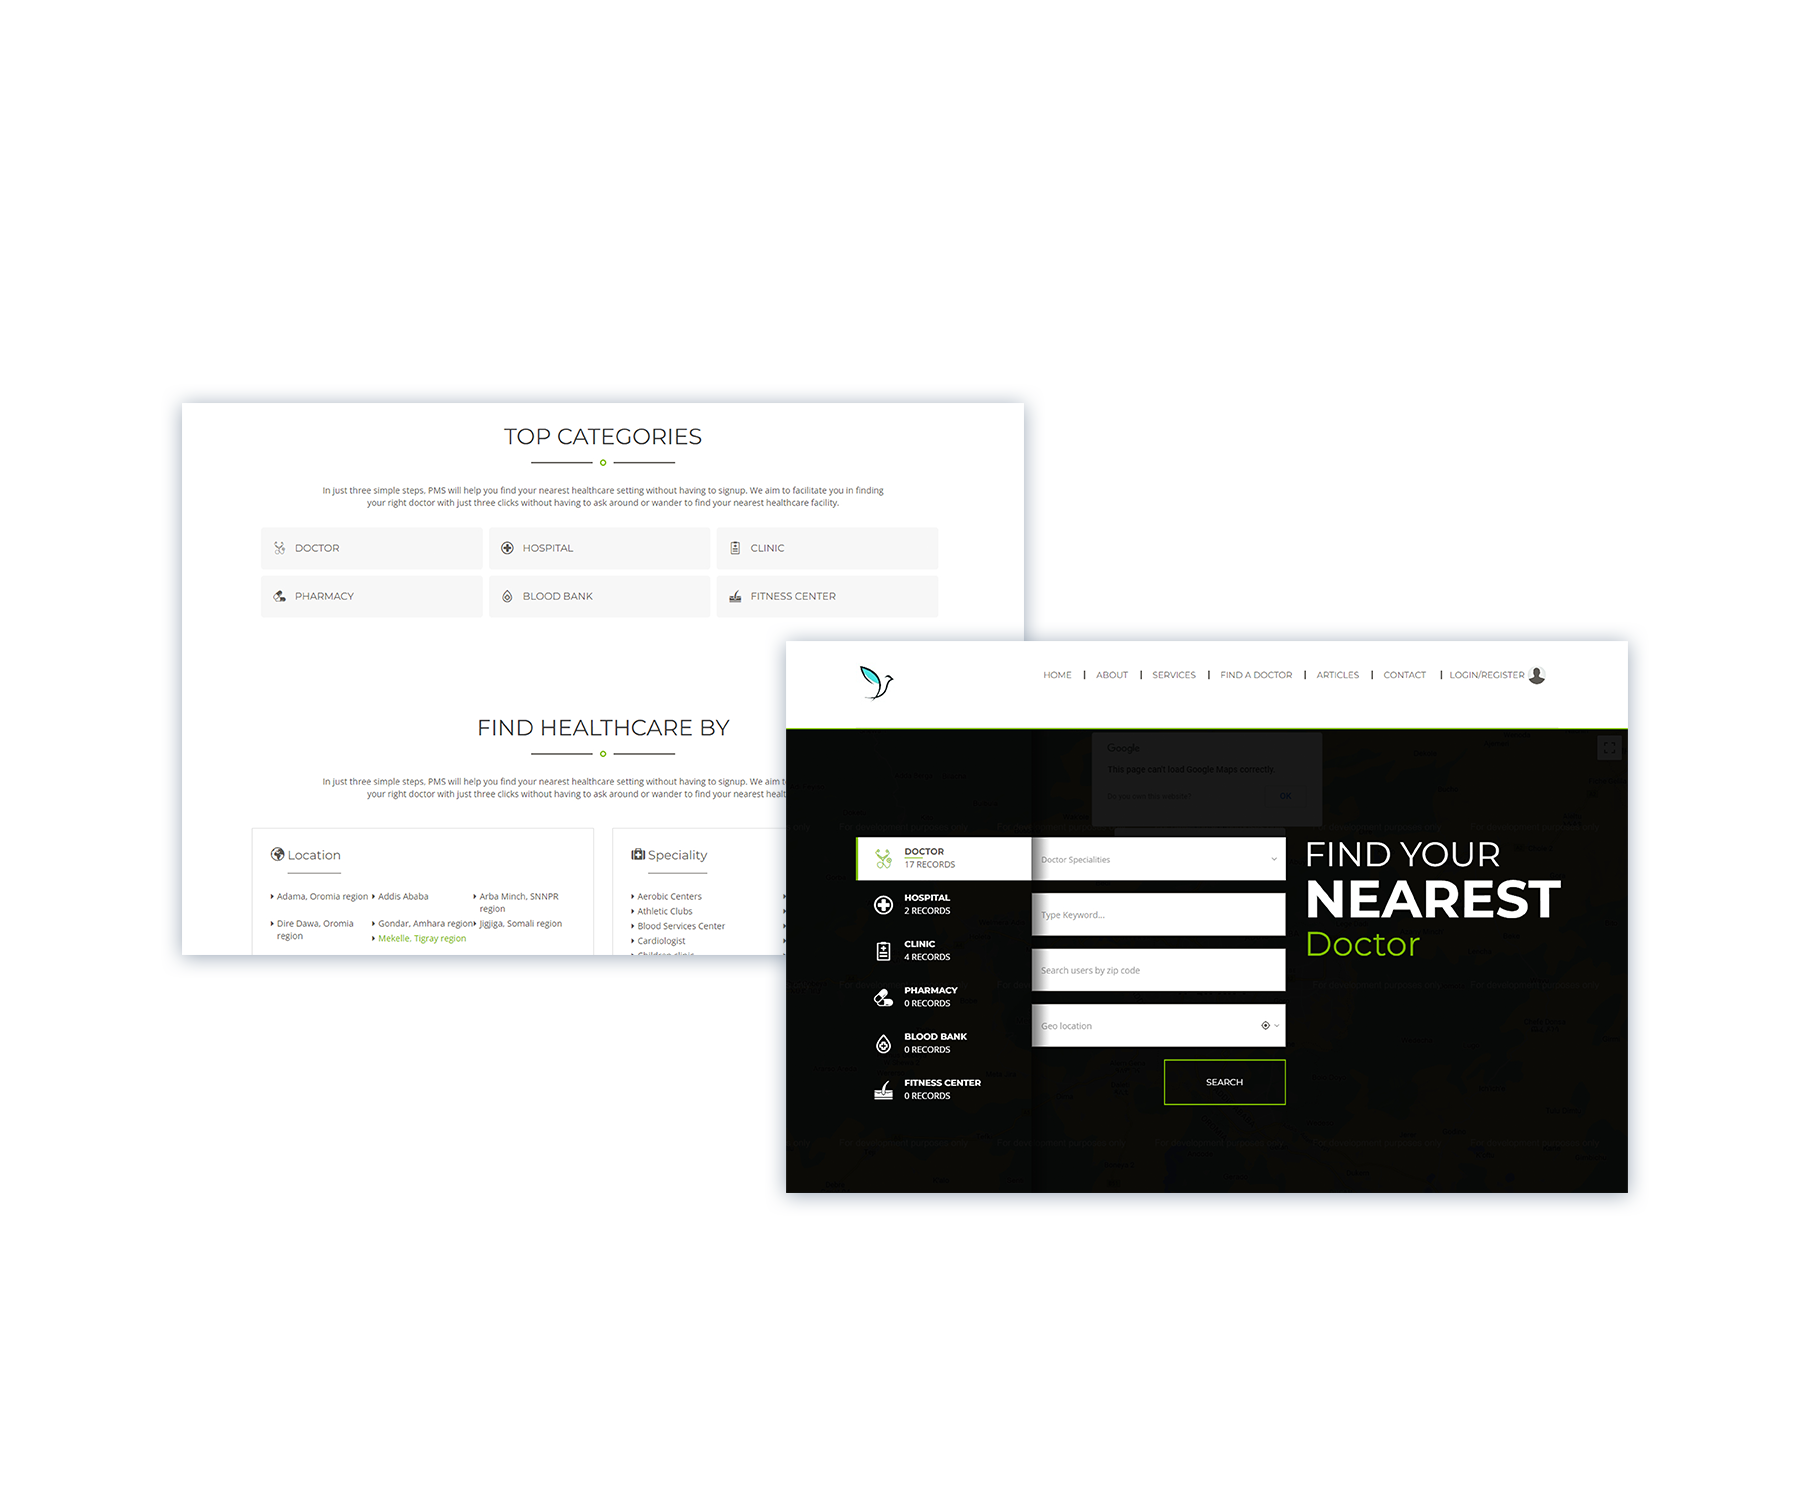 TOP CATEGORIES
In just three simple steps, PMS will help you find your nearest healthcare setting without having to signup. We aim to facilitate you in finding
your right doctor with just three clicks without having to ask around or wander to find your nearest healthcare facility.
DOCTOR
HOSPITAL
CLINIC
PHARMACY
BLOOD BANK
FITNESS CENTER
FIND HEALTHCARE BY
In just three simple steps, PMS will help you find your nearest healthcare setting without having to signup. We aim
your right doctor with just three clicks without having to ask around or wander to find your nearest
Location
Adama, Oromia region
Addis Ababa
Arba Minch, SNNPR
region
Dire Dawa, Oromia
region
Gondar, Amhara region
Jigjiga, Somali region
Mekelle, Tigray region
Speciality
Aerobic Centers
Athletic Clubs
Blood Services Center
Cardiologist
HOME | ABOUT | SERVICES | FIND A DOCTOR | ARTICLES | CONTACT | LOGIN/REGISTER
Google
This page can't load Google Maps correctly.
Do you own this website?
OK
For development purposes only
DOCTOR
17 RECORDS
HOSPITAL
2 RECORDS
CLINIC
4 RECORDS
PHARMACY
0 RECORDS
BLOOD BANK
0 RECORDS
FITNESS CENTER
0 RECORDS
Doctor Specialities
Type Keyword...
Search users by zip code
Geo location
SEARCH
FIND YOUR
NEAREST
Doctor